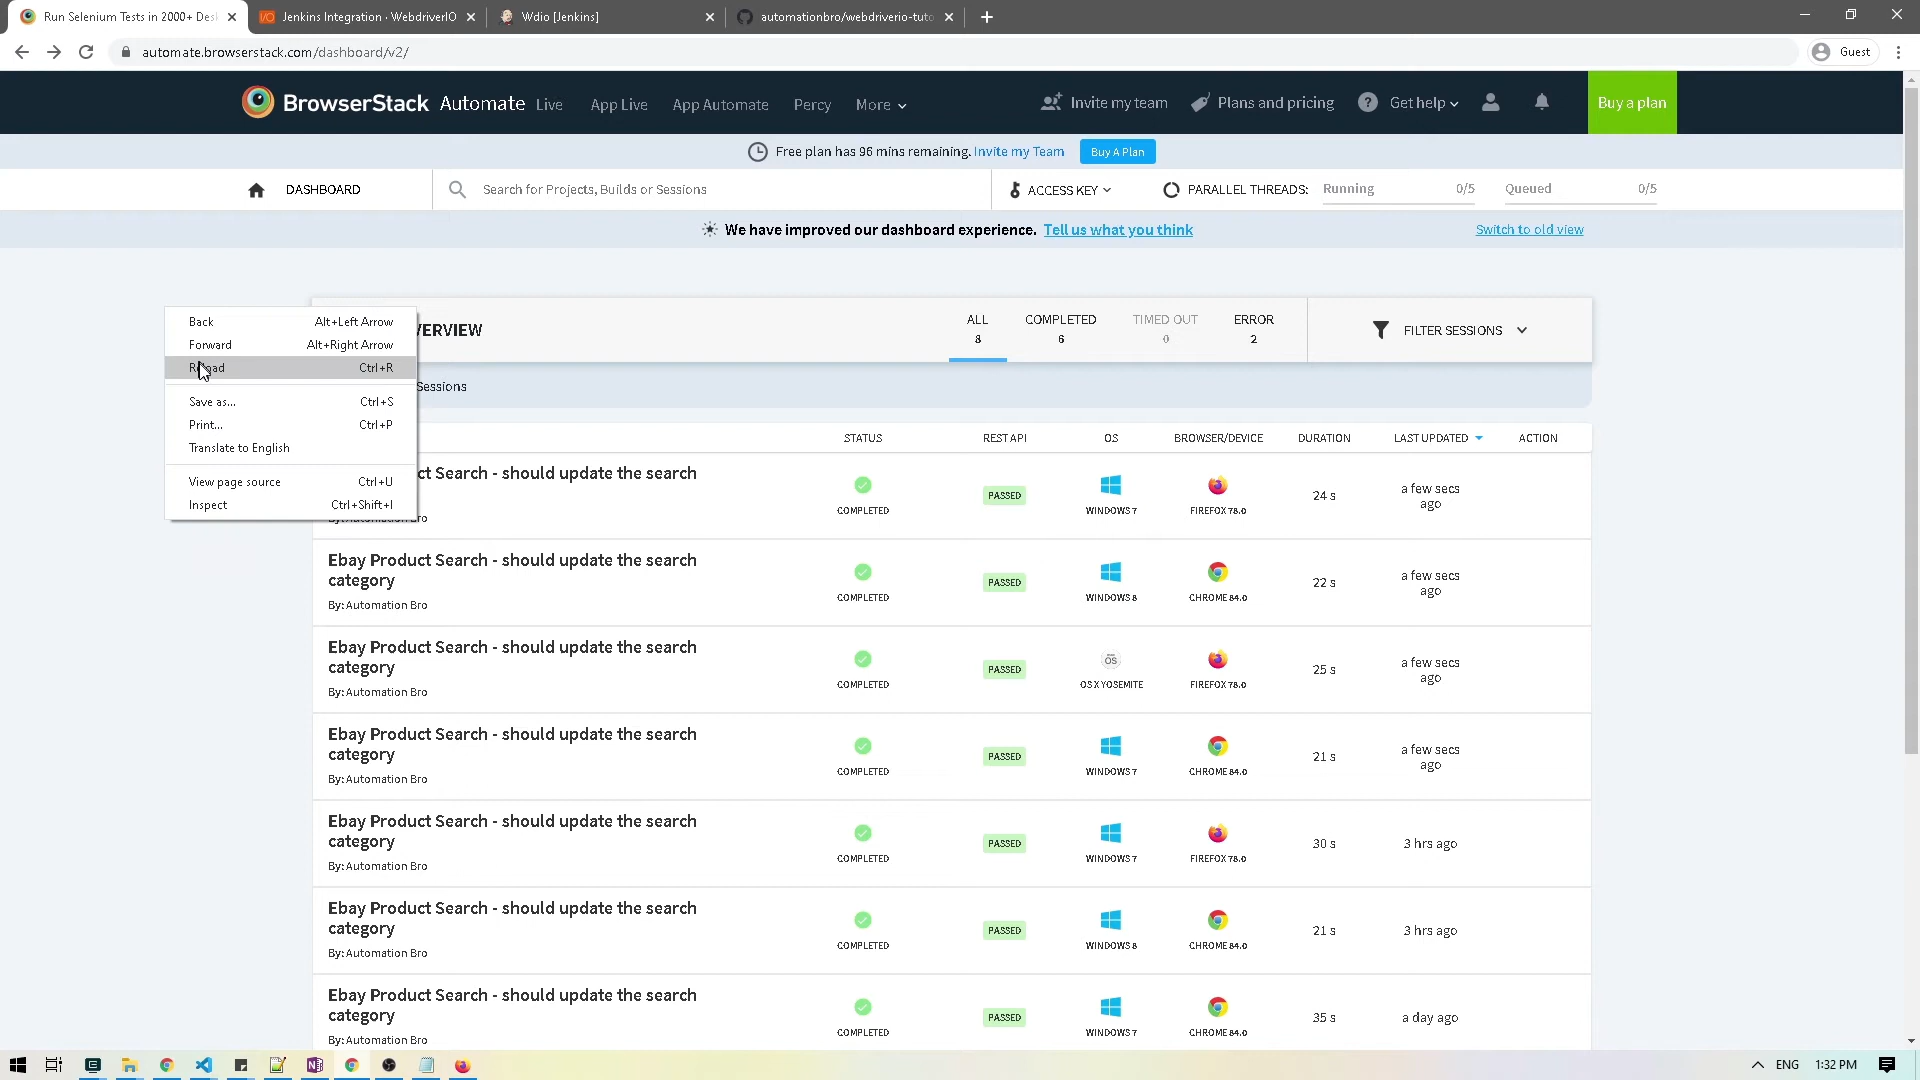 Run Selenium Tests in 2000+ Des
Jenkins Integration · WebdriverIO
Wdio [Jenkins]
automationbro/webdriverio-tuto
automate.browserstack.com/dashboard/v2/
Guest
BrowserStack Automate Live App Live App Automate Percy More
Invite my team Plans and pricing Get help Buy a plan
Free plan has 96 mins remaining. Invite my Team Buy A Plan
DASHBOARD Search for Projects, Builds or Sessions ACCESS KEY PARALLEL THREADS: Running 0/5 Queued 0/5
We have improved our dashboard experience. Tell us what you think Switch to old view
Back Alt+Left Arrow
Forward Alt+Right Arrow
Reload Ctrl+R
Save as... Ctrl+S
Print... Ctrl+P
Translate to English
View page source Ctrl+U
Inspect Ctrl+Shift+I
VERVIEW
ALL COMPLETED TIMED OUT ERROR
8 6 0 2
FILTER SESSIONS
Sessions
STATUS REST API OS BROWSER/DEVICE DURATION LAST UPDATED ACTION
ct Search - should update the search
By: Automation Bro
COMPLETED PASSED WINDOWS 7 FIREFOX 78.0 24 s a few secs
ago
Ebay Product Search - should update the search
category
By: Automation Bro
COMPLETED PASSED WINDOWS 8 CHROME 84.0 22 s a few secs
ago
Ebay Product Search - should update the search
category
By: Automation Bro
COMPLETED PASSED OS OS X YOSEMITE FIREFOX 78.0 25 s a few secs
ago
Ebay Product Search - should update the search
category
By: Automation Bro
COMPLETED PASSED WINDOWS 7 CHROME 84.0 21 s a few secs
ago
Ebay Product Search - should update the search
category
By: Automation Bro
COMPLETED PASSED WINDOWS 7 FIREFOX 78.0 30 s 3 hrs ago
Ebay Product Search - should update the search
category
By: Automation Bro
COMPLETED PASSED WINDOWS 8 CHROME 84.0 21 s 3 hrs ago
Ebay Product Search - should update the search
category
By: Automation Bro
COMPLETED PASSED WINDOWS 7 CHROME 84.0 35 s a day ago
ENG 1:32 PM